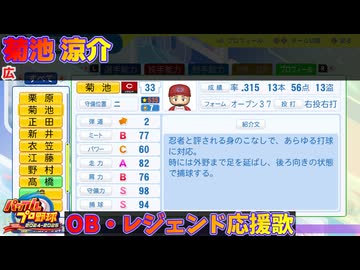 菊池 涼介
広
栗原
菊池
正田
新井
衣笠
江藤
野村
高橋
菊池 C 33
守備位置 二
弾道 2
ミート B 77
パワー C 60
走力 A 82
肩力 B 77
守備力 S 98
捕球 S 94
成績 率.315 13本 56点 13盗
フォーム オープン37 投打 右投右打
紹介文
忍者と評される身のこなしで、あらゆる打球
に対応。
時には外野まで足を延ばし、後ろ向きの状態
で捕球する。
パワフルプロ野球
2024-2025
OB・レジェンド応援歌